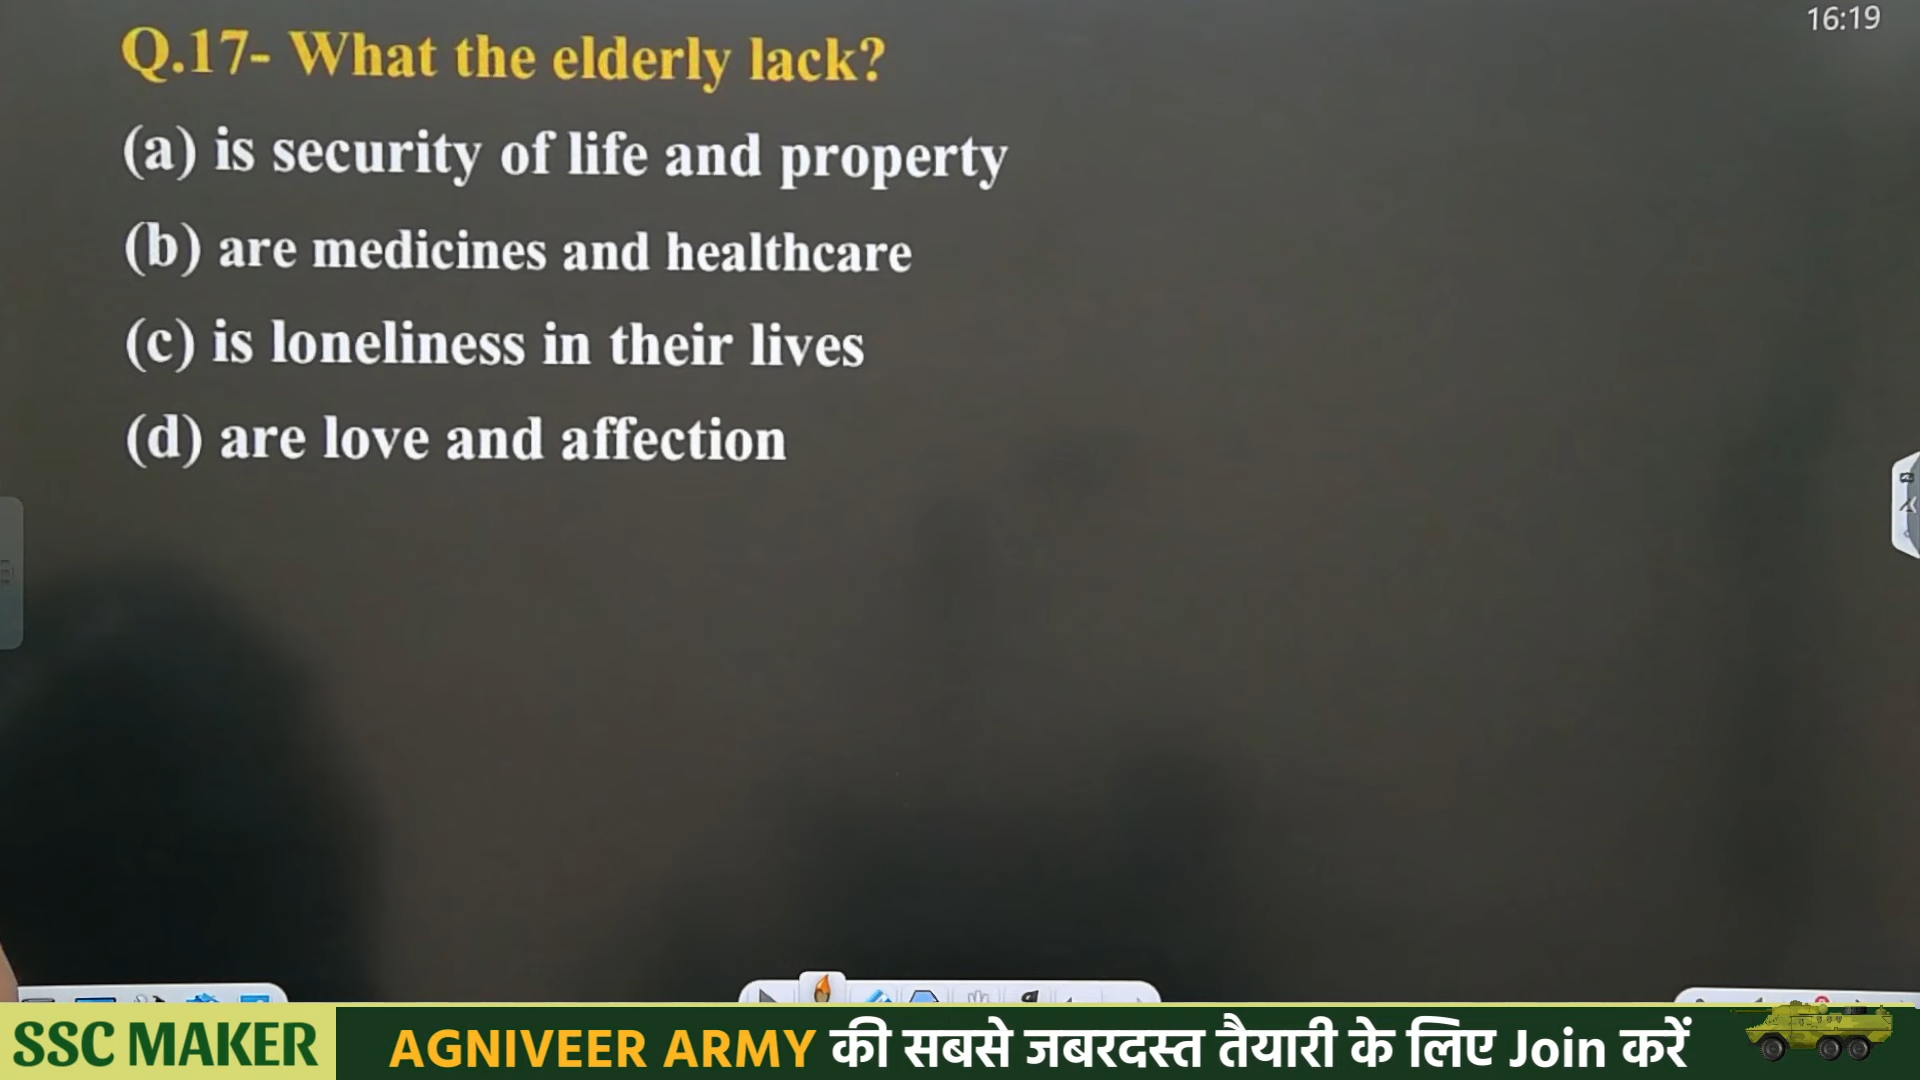 16:19
Q.17- What the elderly lack?
(a) is security of life and property
(b) are medicines and healthcare
(c) is loneliness in their lives
(d) are love and affection
SSC MAKER
AGNIVEER ARMY की सबसे जबरदस्त तैयारी के लिए Join करें